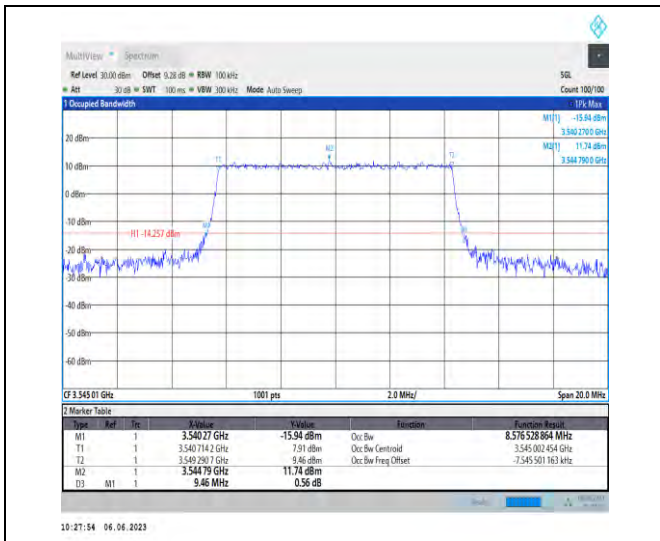 MultiView Spectrum
Ref Level 30.00 dBm Offset 9.28 dB RBW 100 kHz SGL
Att 30 dB SWT 100 ms VBW 300 kHz Mode Auto Sweep Count 100/100
1 Occupied Bandwidth 1Pk Max
M1[1] -15.94 dBm
3.540 2700 GHz
M2[1] 11.74 dBm
3.544 7900 GHz
20 dBm
M2
T1 T2
10 dBm
0 dBm
-10 dBm
H1 -14.257 dBm
-20 dBm
-30 dBm
-40 dBm
-50 dBm
-60 dBm
CF 3.545 01 GHz 1001 pts 2.0 MHz/ Span 20.0 MHz
2 Marker Table
Type Ref Trc X-Value Y-Value Function Function Result
M1 1 3.540 27 GHz -15.94 dBm Occ Bw 8.576 528 864 MHz
T1 1 3.540 714 2 GHz 7.91 dBm Occ Bw Centroid 3.545 002 454 GHz
T2 1 3.549 290 7 GHz 9.46 dBm Occ Bw Freq Offset -7.545 501 163 kHz
M2 1 3.544 79 GHz 11.74 dBm
D3 M1 1 9.46 MHz 0.56 dB
10:27:54 06.06.2023